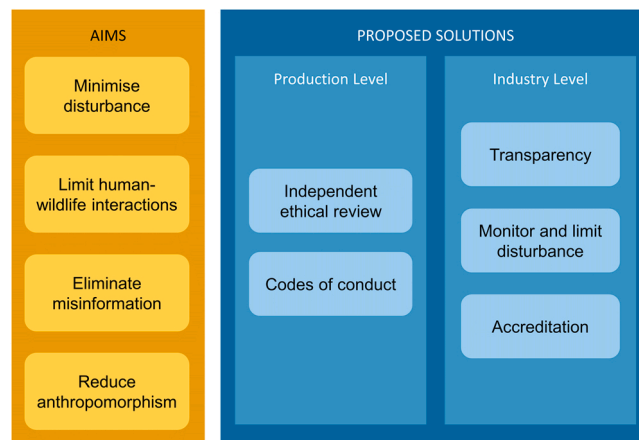 AIMS
Minimise
disturbance
Limit human-
wildlife interactions
Eliminate
misinformation
Reduce
anthropomorphism
PROPOSED SOLUTIONS
Production Level
Independent
ethical review
Codes of conduct
Industry Level
Transparency
Monitor and limit
disturbance
Accreditation